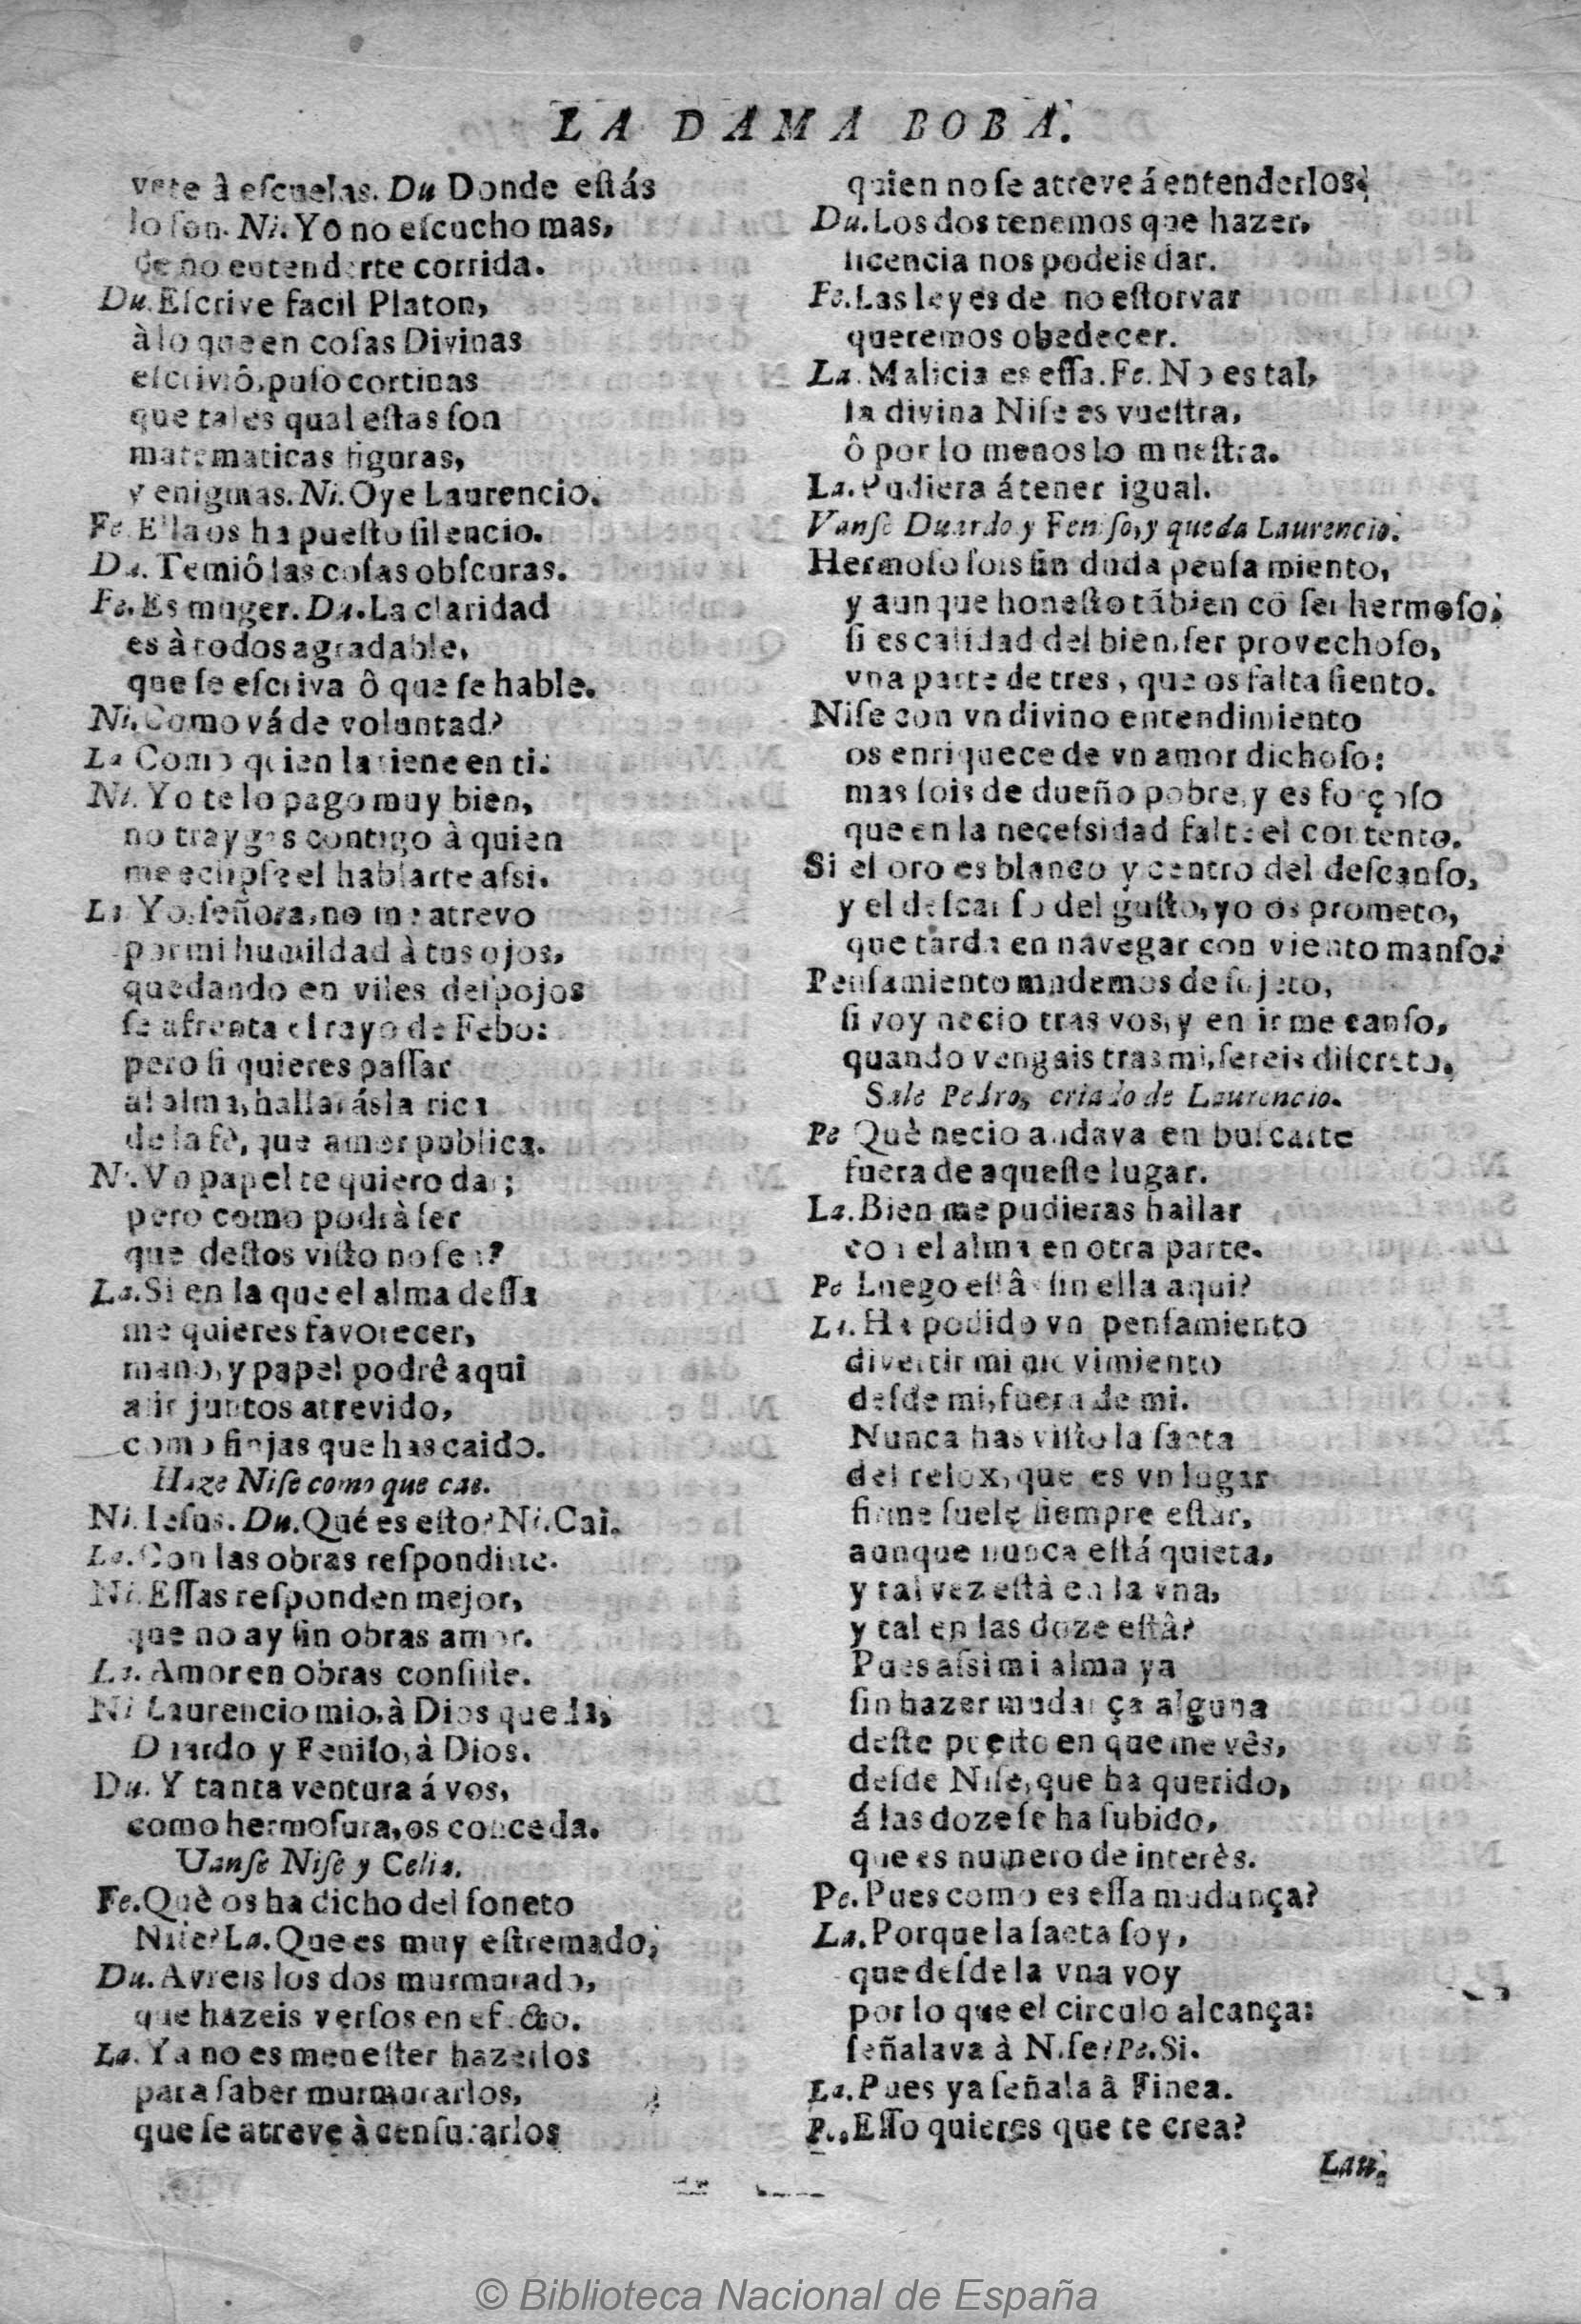 LA DAMA BOBA.
vete à eſcuelas. Du Donde eſtás
lo ſon. Ni. Yo no eſcucho mas,
de no entenderte corrida.
Du. Eſcrive facil Platon,
à lo que en coſas Divinas
eſcriviô, puſo cortinas
que tales qual eſtas ſon
matematicas figuras,
y enigmas. Ni. Oye Laurencio.
Fe. Ella os ha pueſto ſilencio.
Du. Temiô las coſas obſcuras.
Fe. Es muger. Du. La claridad
es à todos agradable,
que ſe eſcriva ô que ſe hable.
Ni. Como vá de voluntad?
La Como quien la tiene en ti.
Ni. Yo te lo pago muy bien,
no traygas contigo à quien
me eclipſe el hablarte aſsi.
La Yo, ſeñora, no me atrevo
por mi humildad à tus ojos,
quedando en viles deſpojos
ſe afrenta el rayo de Febo:
pero ſi quieres paſſar
al alma, hallarás la rica
de la fè, que amor publica.
Ni. Vn papel te quiero dar;
pero como podrà ſer
que deſtos viſto no ſea?
La. Si en la que el alma deſſa
me quieres favorecer,
mano, y papel podrê aqui
aſir juntos atrevido,
como finjas que has caido.
Haze Niſe como que cae.
Ni. Ieſus. Du. Qué es eſto? Ni. Cai.
La. Con las obras reſpondiſte.
Ni. Eſſas reſponden mejor,
que no ay ſin obras amor.
La. Amor en obras conſiſte.
Ni Laurencio mio, à Dios queda,
Duardo y Feniſo, à Dios.
Du. Y tanta ventura á vos,
como hermoſura, os conceda.
Vanſe Niſe y Celia.
Fe. Què os ha dicho del ſoneto
Niſe? La. Que es muy eſtremado,
Du. Avreis los dos murmurado,
que hazeis verſos en efecto.
La. Ya no es meneſter hazerlos
para ſaber murmurarlos,
que ſe atreve à cenſurarlos
quien no ſe atreve á entenderlos.
Du. Los dos tenemos que hazer,
licencia nos podeis dar.
Fe. Las leyes de no eſtorvar
queremos obedecer.
La. Malicia es eſſa. Fe. No es tal,
la divina Niſe es vueſtra,
ô por lo menos lo mueſtra.
La. Pudiera á tener igual.
Vanſe Duardo y Feniſo, y queda Laurencio.
Hermoſo ſois ſin duda penſamiento,
y aunque honeſto tãbien cõ ſer hermoſo,
ſi es calidad del bien, ſer provechoſo,
vna parte de tres, que os falta ſiento.
Niſe con vn divino entendimiento
os enriquece de vn amor dichoſo:
mas ſois de dueño pobre, y es forçoſo
que en la neceſsidad falte el contento.
Si el oro es blanco y centro del deſcanſo,
y el deſcanſo del guſto, yo os prometo,
que tarda en navegar con viento manſo.
Penſamiento mudemos de ſujeto,
ſi voy necio tras vos, y en ir me canſo,
quando vengais tras mi, ſereis diſcreto.
Sale Pedro, criado de Laurencio.
Pe Què necio andava en buſcarte
fuera de aqueſte lugar.
La. Bien me pudieras hallar
con el alma en otra parte.
Pe Luego eſtâs ſin ella aqui?
La. Ha podido vn penſamiento
divertir mi movimiento
deſde mi, fuera de mi.
Nunca has viſto la ſaeta
del relox, que es vn lugar
firme ſuele ſiempre eſtar,
aunque nunca eſtá quieta,
y tal vez eſtà en la vna,
y tal en las doze eſtâ?
Pues aſsi mi alma ya
ſin hazer mudança alguna
deſte pueſto en que me vês,
deſde Niſe, que ha querido,
á las doze ſe ha ſubido,
que es numero de interès.
Pe. Pues como es eſſa mudança?
La. Porque la ſaeta ſoy,
que deſde la vna voy
por lo que el circulo alcança:
ſeñalava à Niſe? Pe. Si.
La. Pues ya ſeñala â Finea.
Pe. Eſſo quieres que te crea?
Lau.
© Biblioteca Nacional de España